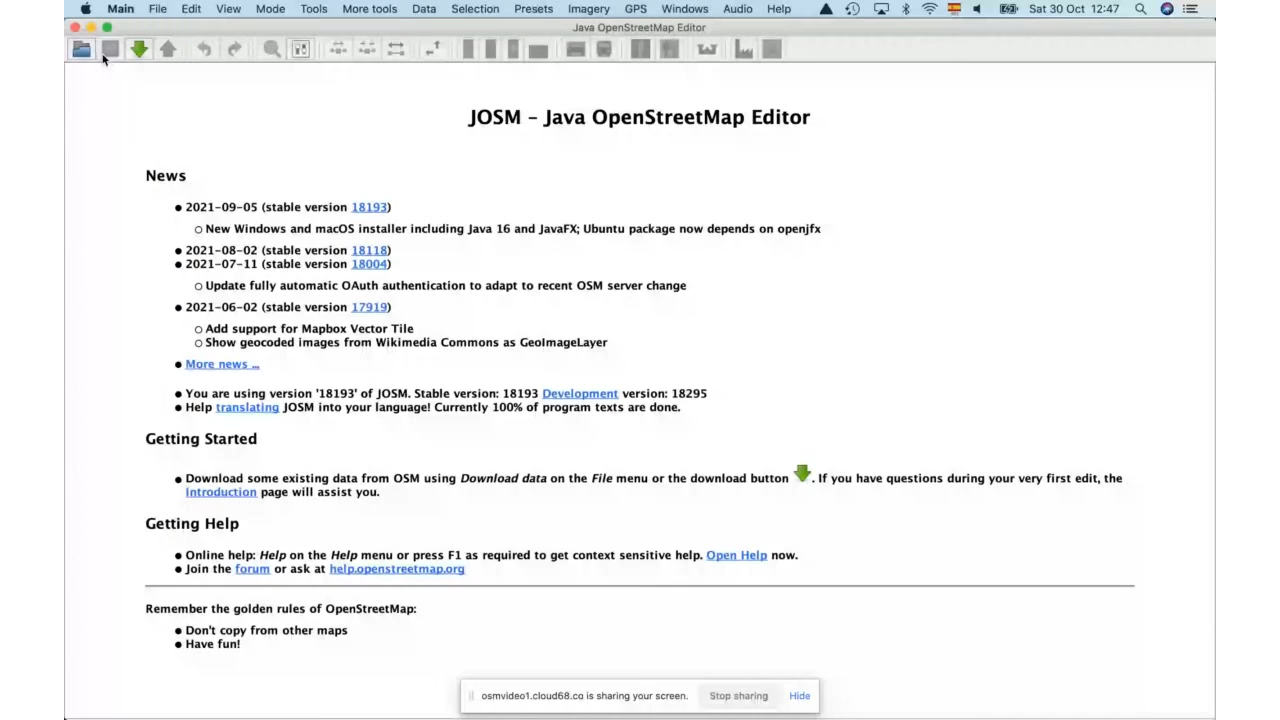 Main File Edit View Mode Tools More tools Data Selection Presets Imagery GPS Windows Audio Help Sat 30 Oct 12:47
Java OpenStreetMap Editor
JOSM – Java OpenStreetMap Editor
News
2021-09-05 (stable version 18193)
New Windows and macOS installer including Java 16 and JavaFX; Ubuntu package now depends on openjfx
2021-08-02 (stable version 18118)
2021-07-11 (stable version 18004)
Update fully automatic OAuth authentication to adapt to recent OSM server change
2021-06-02 (stable version 17919)
Add support for Mapbox Vector Tile
Show geocoded images from Wikimedia Commons as GeoImageLayer
More news ...
You are using version '18193' of JOSM. Stable version: 18193 Development version: 18295
Help translating JOSM into your language! Currently 100% of program texts are done.
Getting Started
Download some existing data from OSM using Download data on the File menu or the download button . If you have questions during your very first edit, the
Introduction page will assist you.
Getting Help
Online help: Help on the Help menu or press F1 as required to get context sensitive help. Open Help now.
Join the forum or ask at help.openstreetmap.org
Remember the golden rules of OpenStreetMap:
Don't copy from other maps
Have fun!
osmvideo1.cloud68.co is sharing your screen. Stop sharing Hide